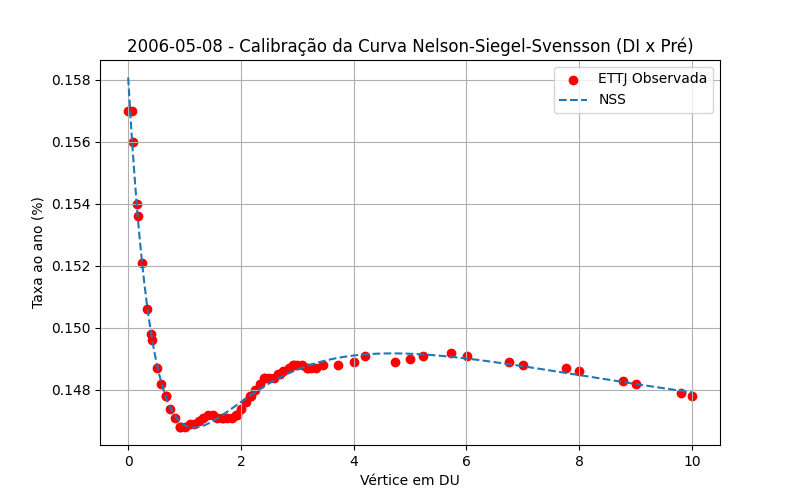 2006-05-08 - Calibração da Curva Nelson-Siegel-Svensson (DI x Pré)
ETTJ Observada
NSS
Taxa ao ano (%)
0.158
0.156
0.154
0.152
0.150
0.148
0 2 4 6 8 10
Vértice em DU